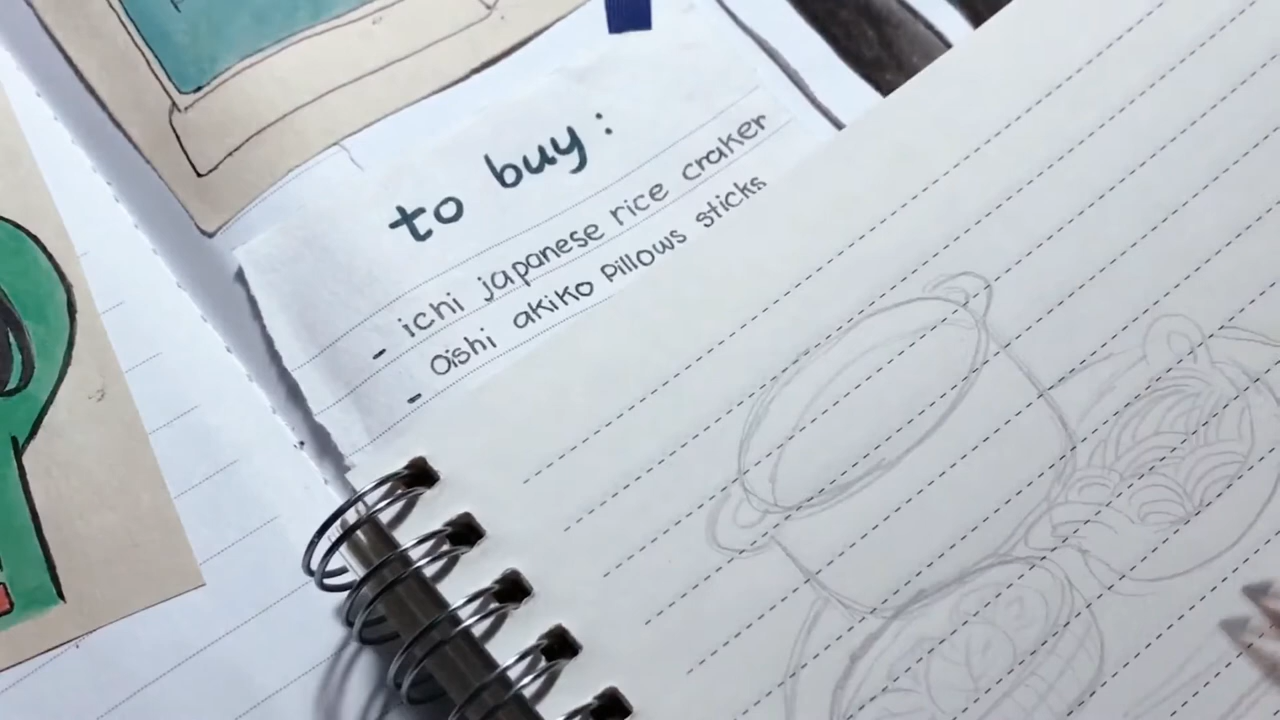 to buy:
- ichi japanese rice craker
- Oishi akiko pillows sticks